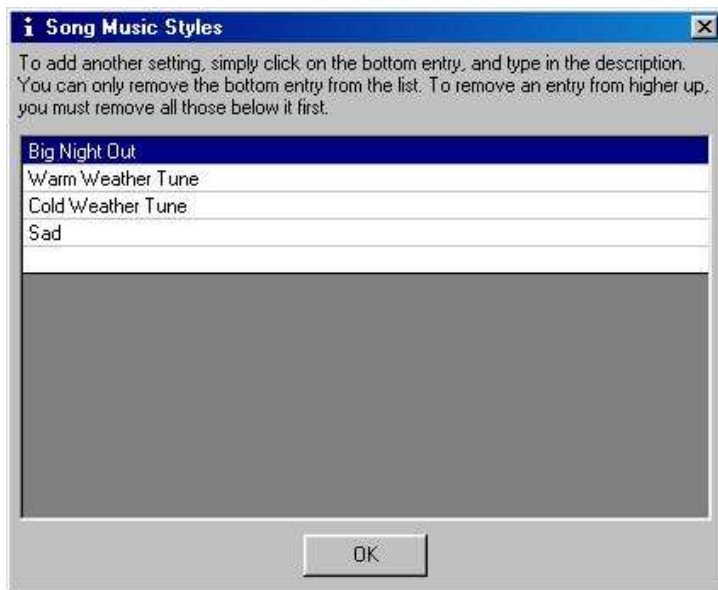 Song Music Styles
To add another setting, simply click on the bottom entry, and type in the description.
You can only remove the bottom entry from the list. To remove an entry from higher up,
you must remove all those below it first.
Big Night Out
Warm Weather Tune
Cold Weather Tune
Sad
OK